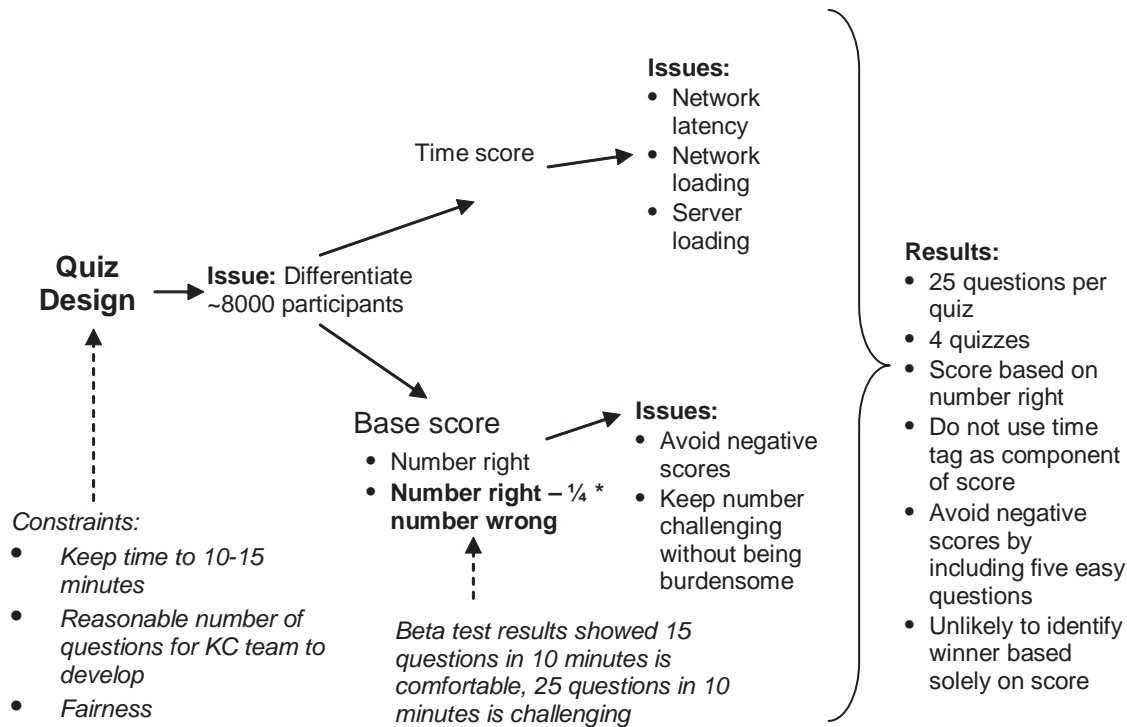 Quiz
Design
Constraints:
• Keep time to 10-15
minutes
• Reasonable number of
questions for KC team to
develop
• Fairness
Issue: Differentiate
~8000 participants
Time score
Issues:
• Network
latency
• Network
loading
• Server
loading
Base score
• Number right
• Number right – ¼ *
number wrong
Beta test results showed 15
questions in 10 minutes is
comfortable, 25 questions in 10
minutes is challenging
Issues:
• Avoid negative
scores
• Keep number
challenging
without being
burdensome
Results:
• 25 questions per
quiz
• 4 quizzes
• Score based on
number right
• Do not use time
tag as component
of score
• Avoid negative
scores by
including five easy
questions
• Unlikely to identify
winner based
solely on score